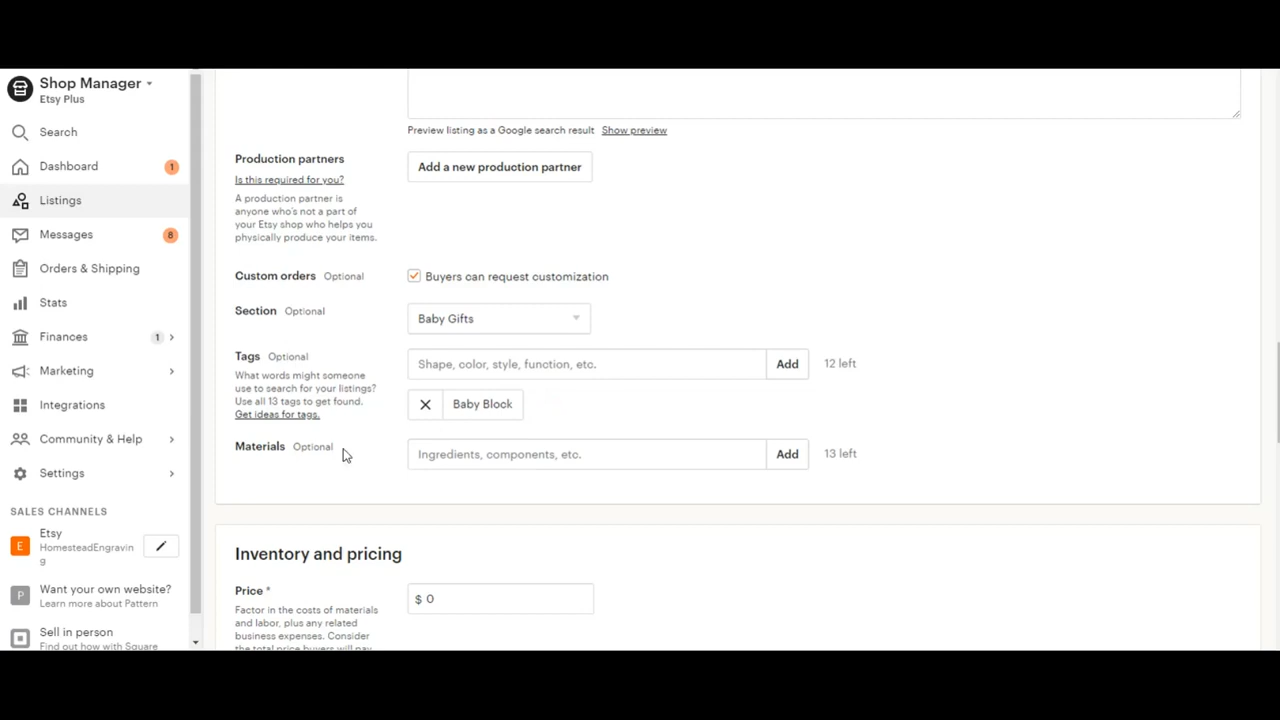 Shop Manager
Etsy Plus
Search
Dashboard 1
Listings
Messages 8
Orders & Shipping
Stats
Finances 1
Marketing
Integrations
Community & Help
Settings
SALES CHANNELS
E
Etsy
HomesteadEngravin
g
P
Want your own website?
Learn more about Pattern
Sell in person
Find out how with Square
Preview listing as a Google search result Show preview
Production partners
Is this required for you?
A production partner is
anyone who's not a part of
your Etsy shop who helps you
physically produce your items.
Add a new production partner
Custom orders Optional
Buyers can request customization
Section Optional
Baby Gifts
Tags Optional
What words might someone
use to search for your listings?
Use all 13 tags to get found.
Get ideas for tags.
Shape, color, style, function, etc. Add 12 left
Baby Block
Materials Optional
Ingredients, components, etc. Add 13 left
Inventory and pricing
Price *
Factor in the costs of materials
and labor, plus any related
business expenses. Consider
the total price buyers will pay
$ 0